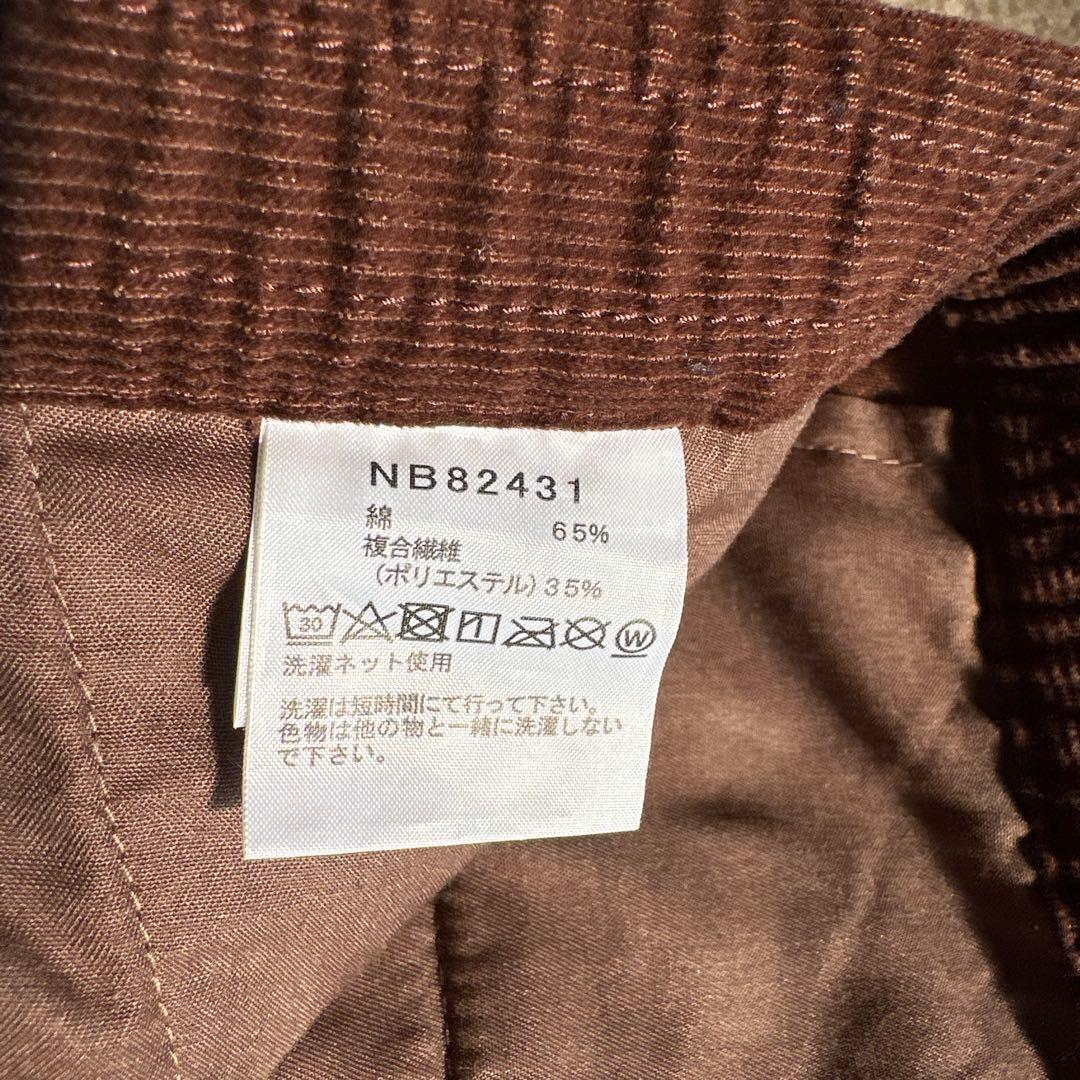 NB82431
綿 65%
複合繊維
(ポリエステル)35%
30 W
洗濯ネット使用
洗濯は短時間にて行って下さい。
色物は他の物と一緒に洗濯しない
で下さい。